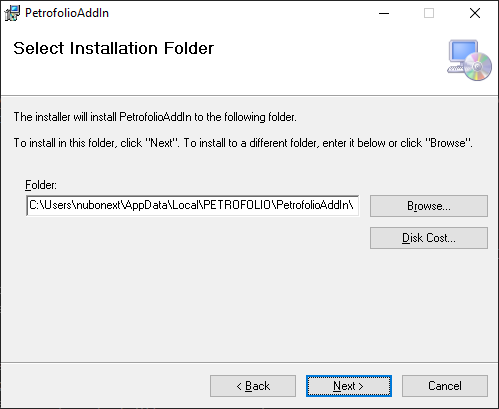 PetrofolioAddIn
Select Installation Folder
The installer will install PetrofolioAddIn to the following folder.
To install in this folder, click "Next". To install to a different folder, enter it below or click "Browse".
Folder:
C:\Users\nubonext\AppData\Local\PETROFOLIO\PetrofolioAddIn\
Browse...
Disk Cost...
< Back
Next >
Cancel